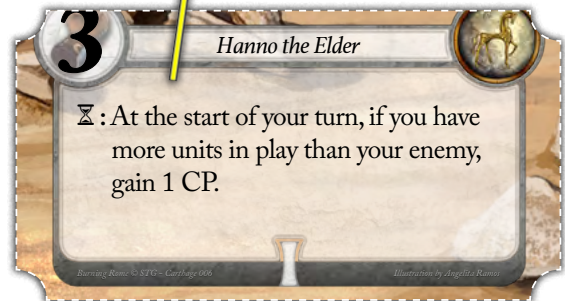 3
Hanno the Elder
⌛: At the start of your turn, if you have
more units in play than your enemy,
gain 1 CP.
Burning Rome © STG – Carthage 006
Illustration by Angelita Ramos